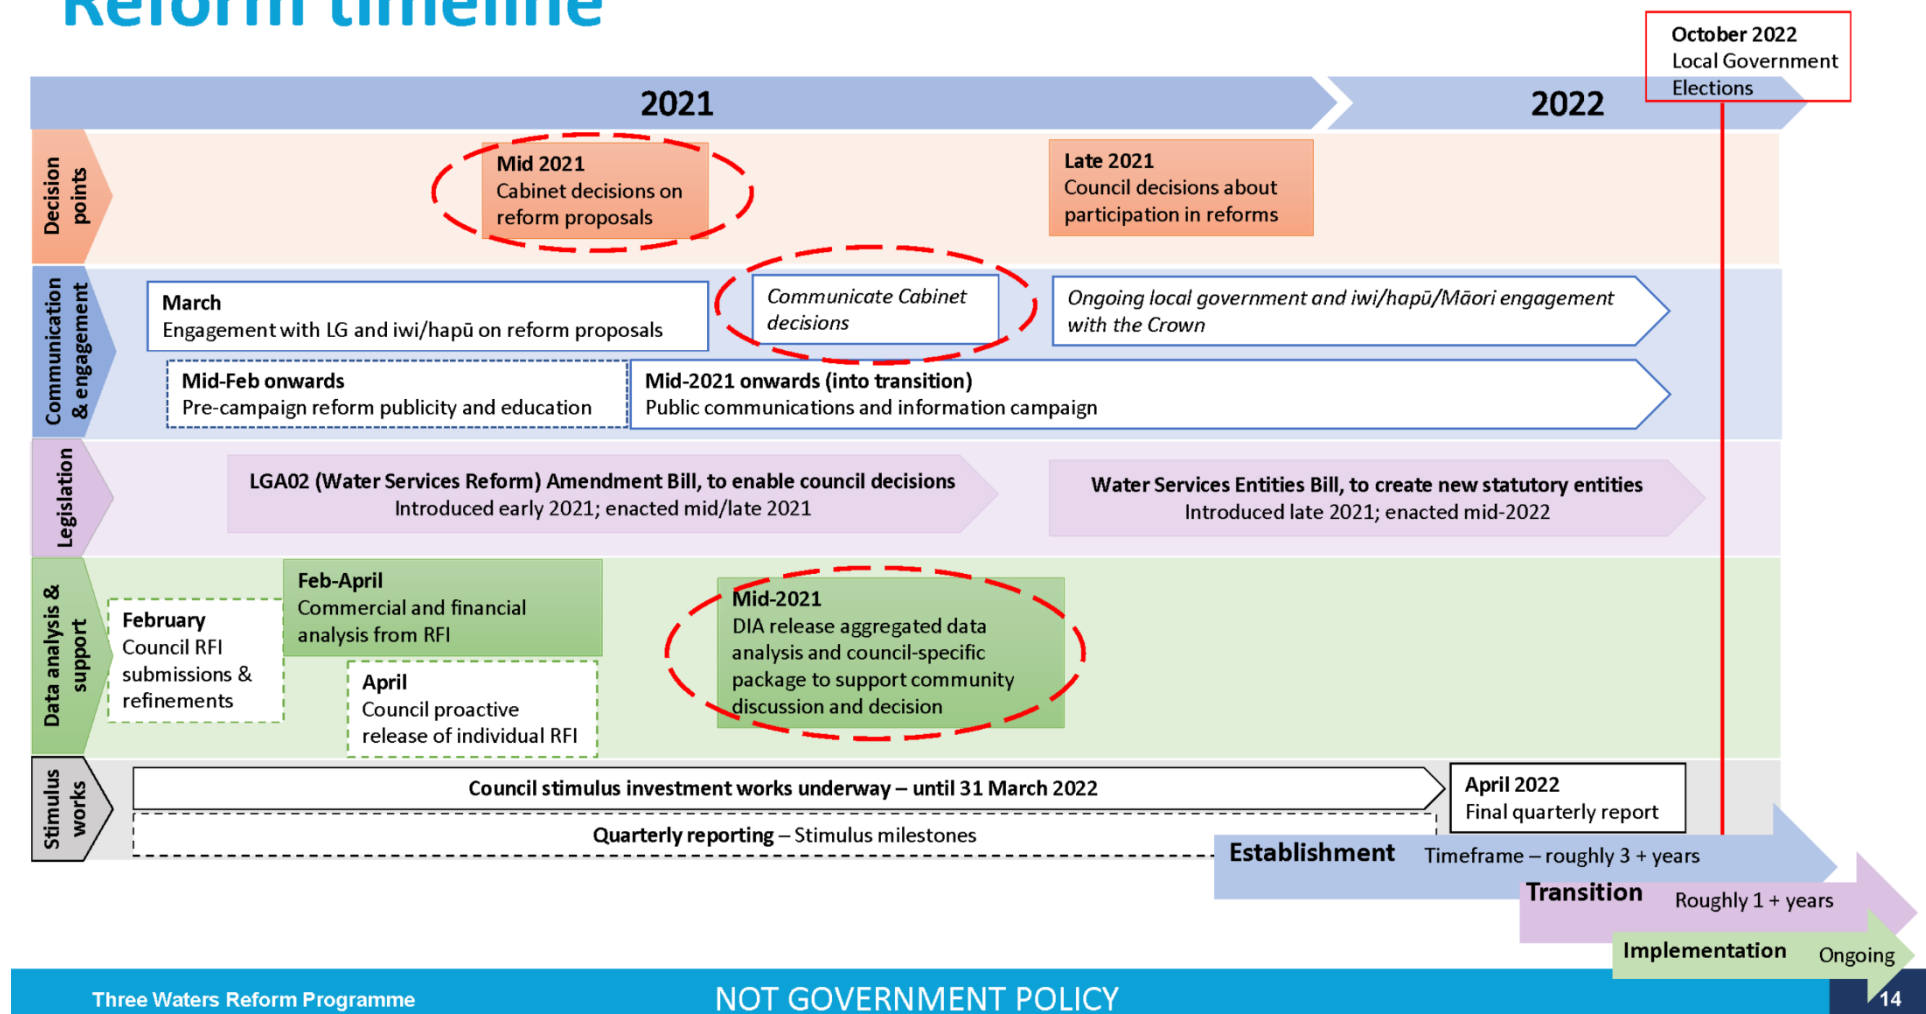 Reform timeline
October 2022
Local Government
Elections
2021
2022
Decision
points
Mid 2021
Cabinet decisions on
reform proposals
Late 2021
Council decisions about
participation in reforms
Communication
& engagement
March
Engagement with LG and iwi/hapū on reform proposals
Communicate Cabinet
decisions
Ongoing local government and iwi/hapū/Māori engagement
with the Crown
Mid-Feb onwards
Pre-campaign reform publicity and education
Mid-2021 onwards (into transition)
Public communications and information campaign
Legislation
LGA02 (Water Services Reform) Amendment Bill, to enable council decisions
Introduced early 2021; enacted mid/late 2021
Water Services Entities Bill, to create new statutory entities
Introduced late 2021; enacted mid-2022
Data analysis &
support
February
Council RFI
submissions &
refinements
Feb-April
Commercial and financial
analysis from RFI
April
Council proactive
release of individual RFI
Mid-2021
DIA release aggregated data
analysis and council-specific
package to support community
discussion and decision
Stimulus
works
Council stimulus investment works underway – until 31 March 2022
Quarterly reporting – Stimulus milestones
April 2022
Final quarterly report
Establishment Timeframe – roughly 3 + years
Transition Roughly 1 + years
Implementation Ongoing
Three Waters Reform Programme
NOT GOVERNMENT POLICY
14